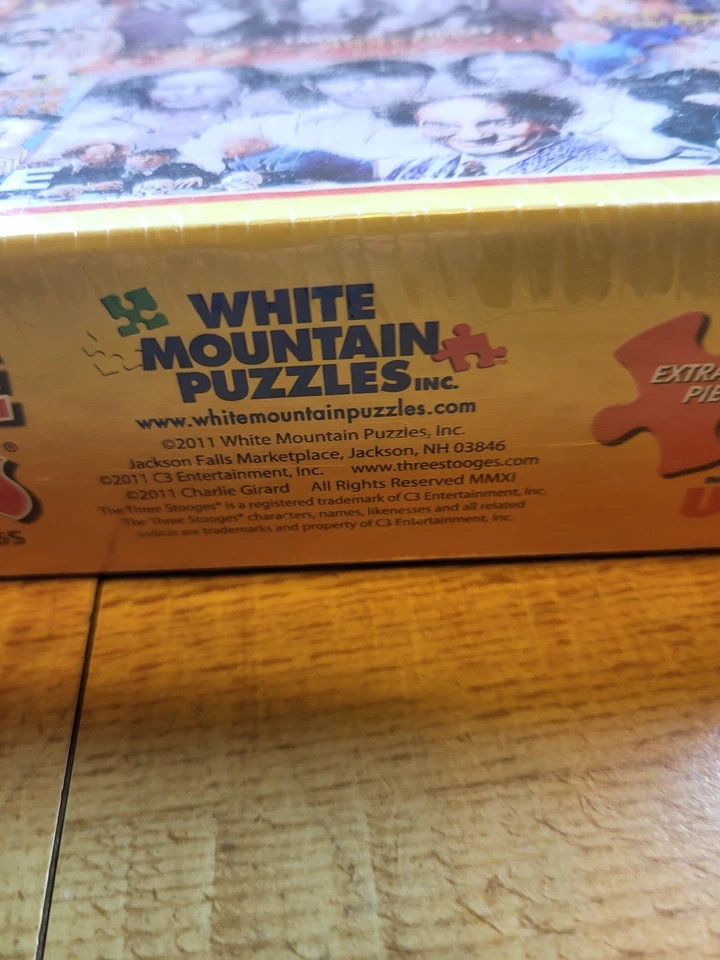 WHITE
MOUNTAIN
PUZZLES INC.
www.whitemountainpuzzles.com
©2011 White Mountain Puzzles, Inc.
Jackson Falls Marketplace, Jackson, NH 03846
©2011 C3 Entertainment, Inc. www.threestooges.com
©2011 Charlie Girard All Rights Reserved MMXI
The Three Stooges® is a registered trademark of C3 Entertainment, Inc.
The Three Stooges® characters, names, likenesses and all related
indicie are trademarks and property of C3 Entertainment, Inc.
EXTRA
PIE
U
®
GS
E